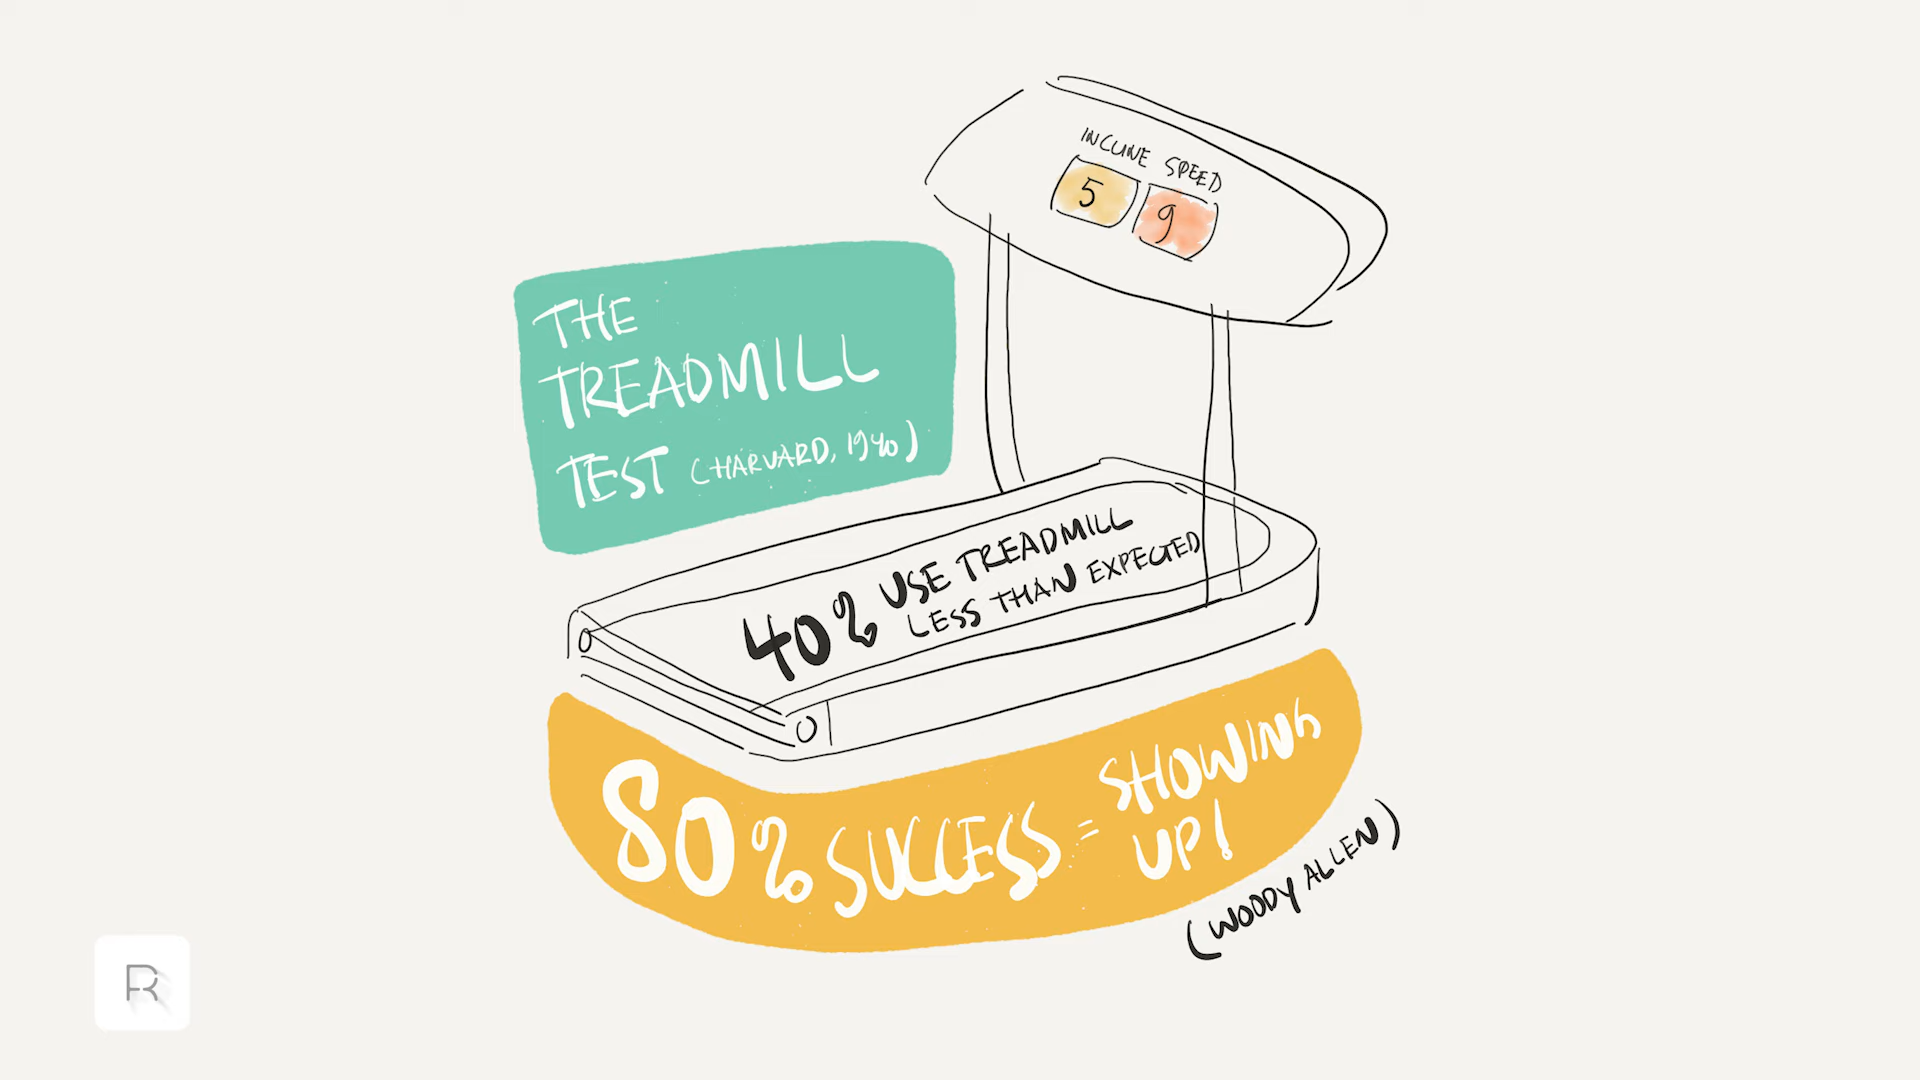 INCLINE SPEED
5 9
THE
TREADMILL
TEST (HARVARD, 1940)
40% USE TREADMILL
LESS THAN EXPECTED
80% SUCCESS = SHOWING
UP!
(WOODY ALLEN)
R